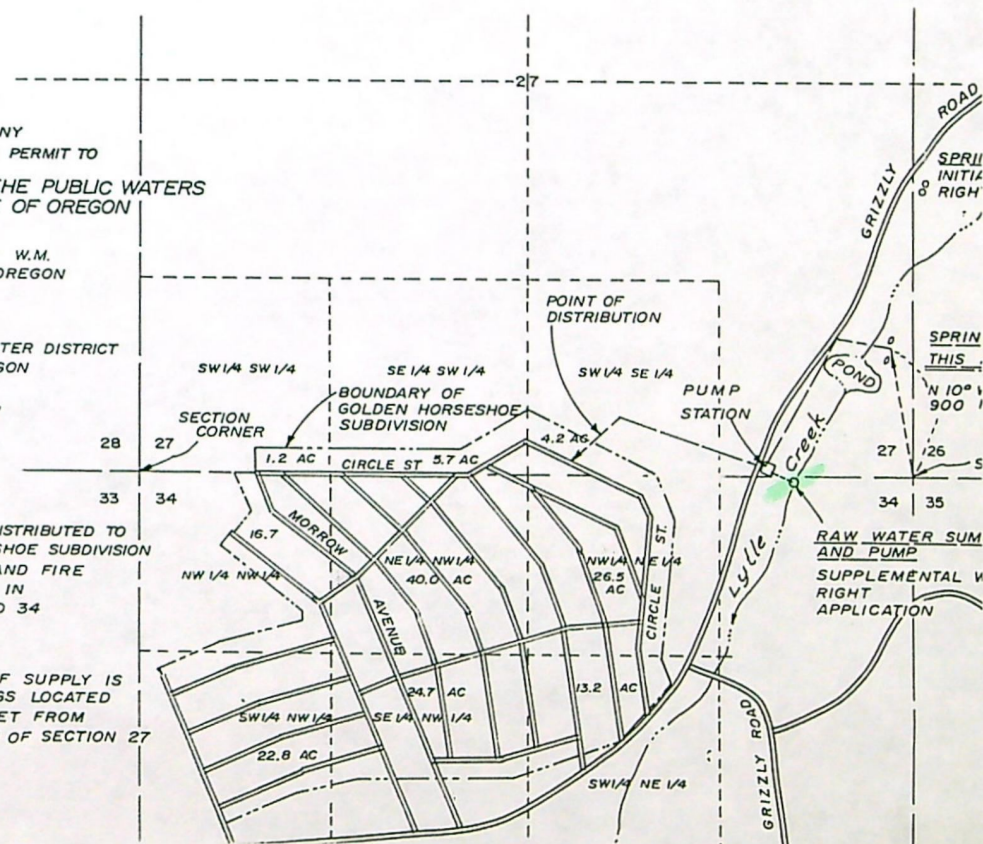 27
NY
PERMIT TO
HE PUBLIC WATERS
OF OREGON
W.M.
OREGON
TER DISTRICT
GON
GRIZZLY ROAD
SPRIN
INITIA
RIGHT
POINT OF
DISTRIBUTION
SW1/4 SW1/4
SE 1/4 SW 1/4
SW1/4 SE 1/4
BOUNDARY OF
GOLDEN HORSESHOE
SUBDIVISION
PUMP
STATION
POND
SPRIN
THIS
N 10° W
900
SECTION
CORNER
28 27
33 34
1.2 AC
CIRCLE ST
5.7 AC
4.2 AC
Lytle Creek
27 26
34 35
S
RAW WATER SUM
AND PUMP
SUPPLEMENTAL W
RIGHT
APPLICATION
ISTRIBUTED TO
SHOE SUBDIVISION
AND FIRE
IN
34
16.7
MORROW AVENUE
NW 1/4 NW 1/4
NE 1/4 NW 1/4
40.0 AC
NW1/4 NE 1/4
26.5
AC
CIRCLE ST.
F SUPPLY IS
GS LOCATED
ET FROM
OF SECTION 27
24.7 AC
13.2 AC
SW1/4 NW 1/4
SE 1/4 NW 1/4
22.8 AC
SW1/4 NE 1/4
GRIZZLY ROAD